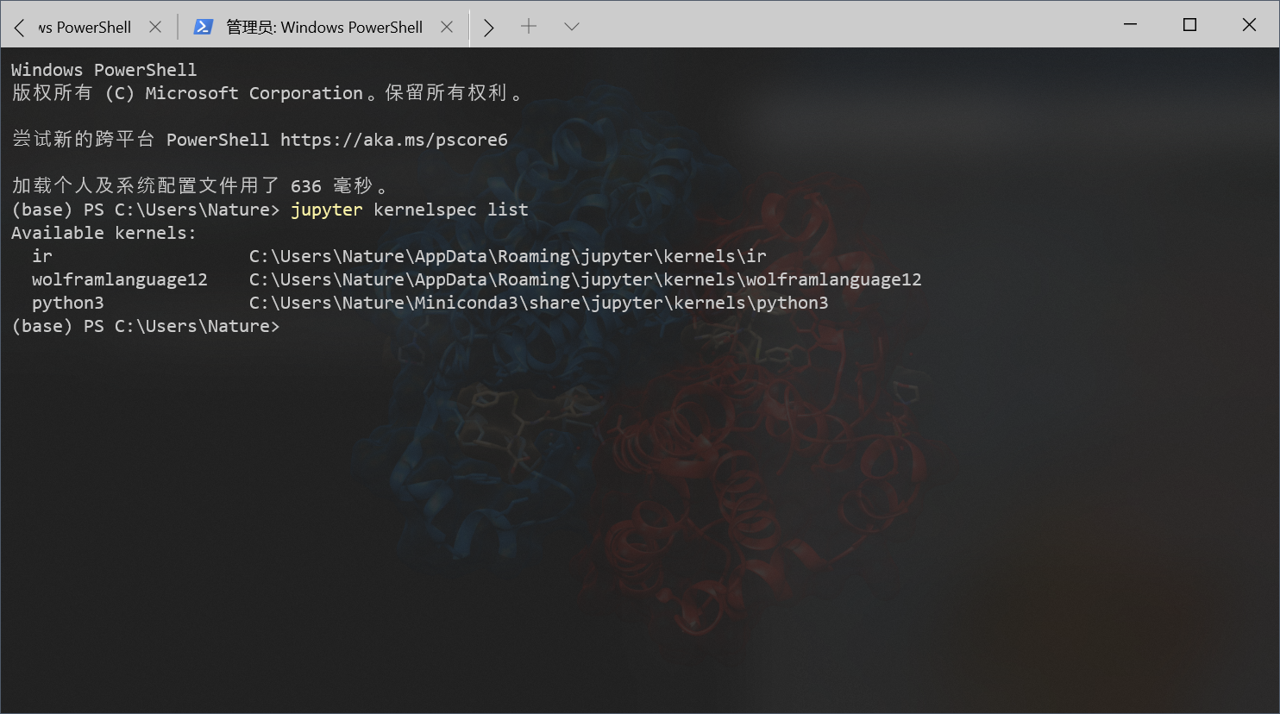 ws PowerShell
管理员: Windows PowerShell
Windows PowerShell
版权所有 (C) Microsoft Corporation。保留所有权利。
尝试新的跨平台 PowerShell https://aka.ms/pscore6
加载个人及系统配置文件用了 636 毫秒。
(base) PS C:\Users\Nature> jupyter kernelspec list
Available kernels:
ir C:\Users\Nature\AppData\Roaming\jupyter\kernels\ir
wolframlanguage12 C:\Users\Nature\AppData\Roaming\jupyter\kernels\wolframlanguage12
python3 C:\Users\Nature\Miniconda3\share\jupyter\kernels\python3
(base) PS C:\Users\Nature>